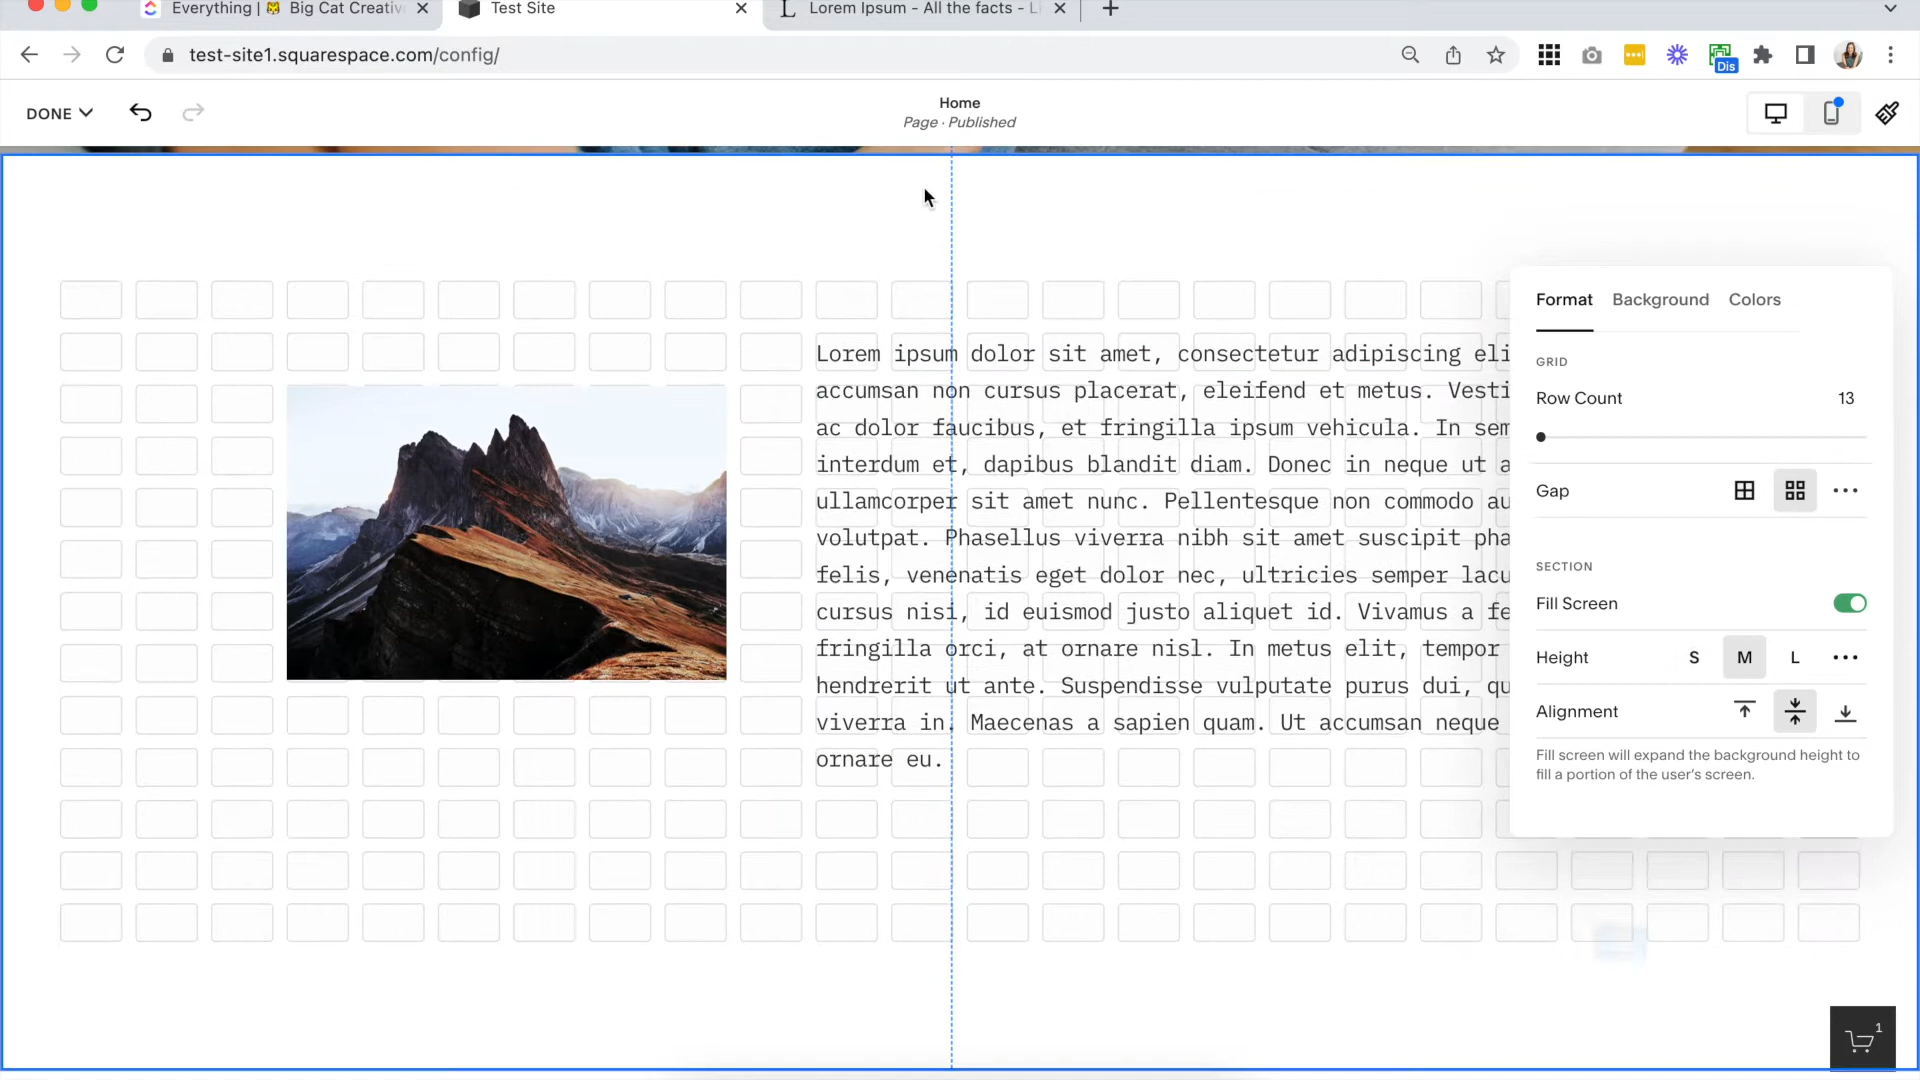 Everything | Big Cat Creativ
Test Site
Lorem Ipsum - All the facts - Li
test-site1.squarespace.com/config/
Dis
DONE
Home
Page · Published
Lorem ipsum dolor sit amet, consectetur adipiscing eli
accumsan non cursus placerat, eleifend et metus. Vesti
ac dolor faucibus, et fringilla ipsum vehicula. In sem
interdum et, dapibus blandit diam. Donec in neque ut a
ullamcorper sit amet nunc. Pellentesque non commodo au
volutpat. Phasellus viverra nibh sit amet suscipit pha
felis, venenatis eget dolor nec, ultricies semper lacu
cursus nisi, id euismod justo aliquet id. Vivamus a fe
fringilla orci, at ornare nisl. In metus elit, tempor
hendrerit ut ante. Suspendisse vulputate purus dui, qu
viverra in. Maecenas a sapien quam. Ut accumsan neque
ornare eu.
Format Background Colors
GRID
Row Count 13
Gap
SECTION
Fill Screen
Height S M L
Alignment
Fill screen will expand the background height to
fill a portion of the user's screen.
1